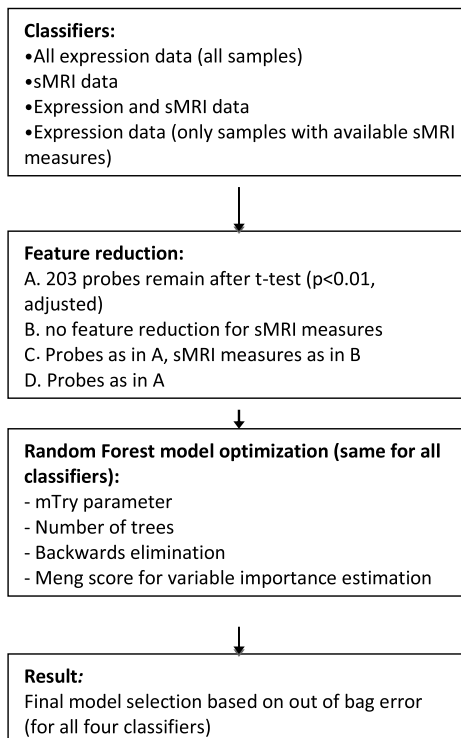 Classifiers:
•All expression data (all samples)
•sMRI data
•Expression and sMRI data
•Expression data (only samples with available sMRI
measures)
Feature reduction:
A. 203 probes remain after t-test (p<0.01,
adjusted)
B. no feature reduction for sMRI measures
C. Probes as in A, sMRI measures as in B
D. Probes as in A
Random Forest model optimization (same for all
classifiers):
- mTry parameter
- Number of trees
- Backwards elimination
- Meng score for variable importance estimation
Result:
Final model selection based on out of bag error
(for all four classifiers)